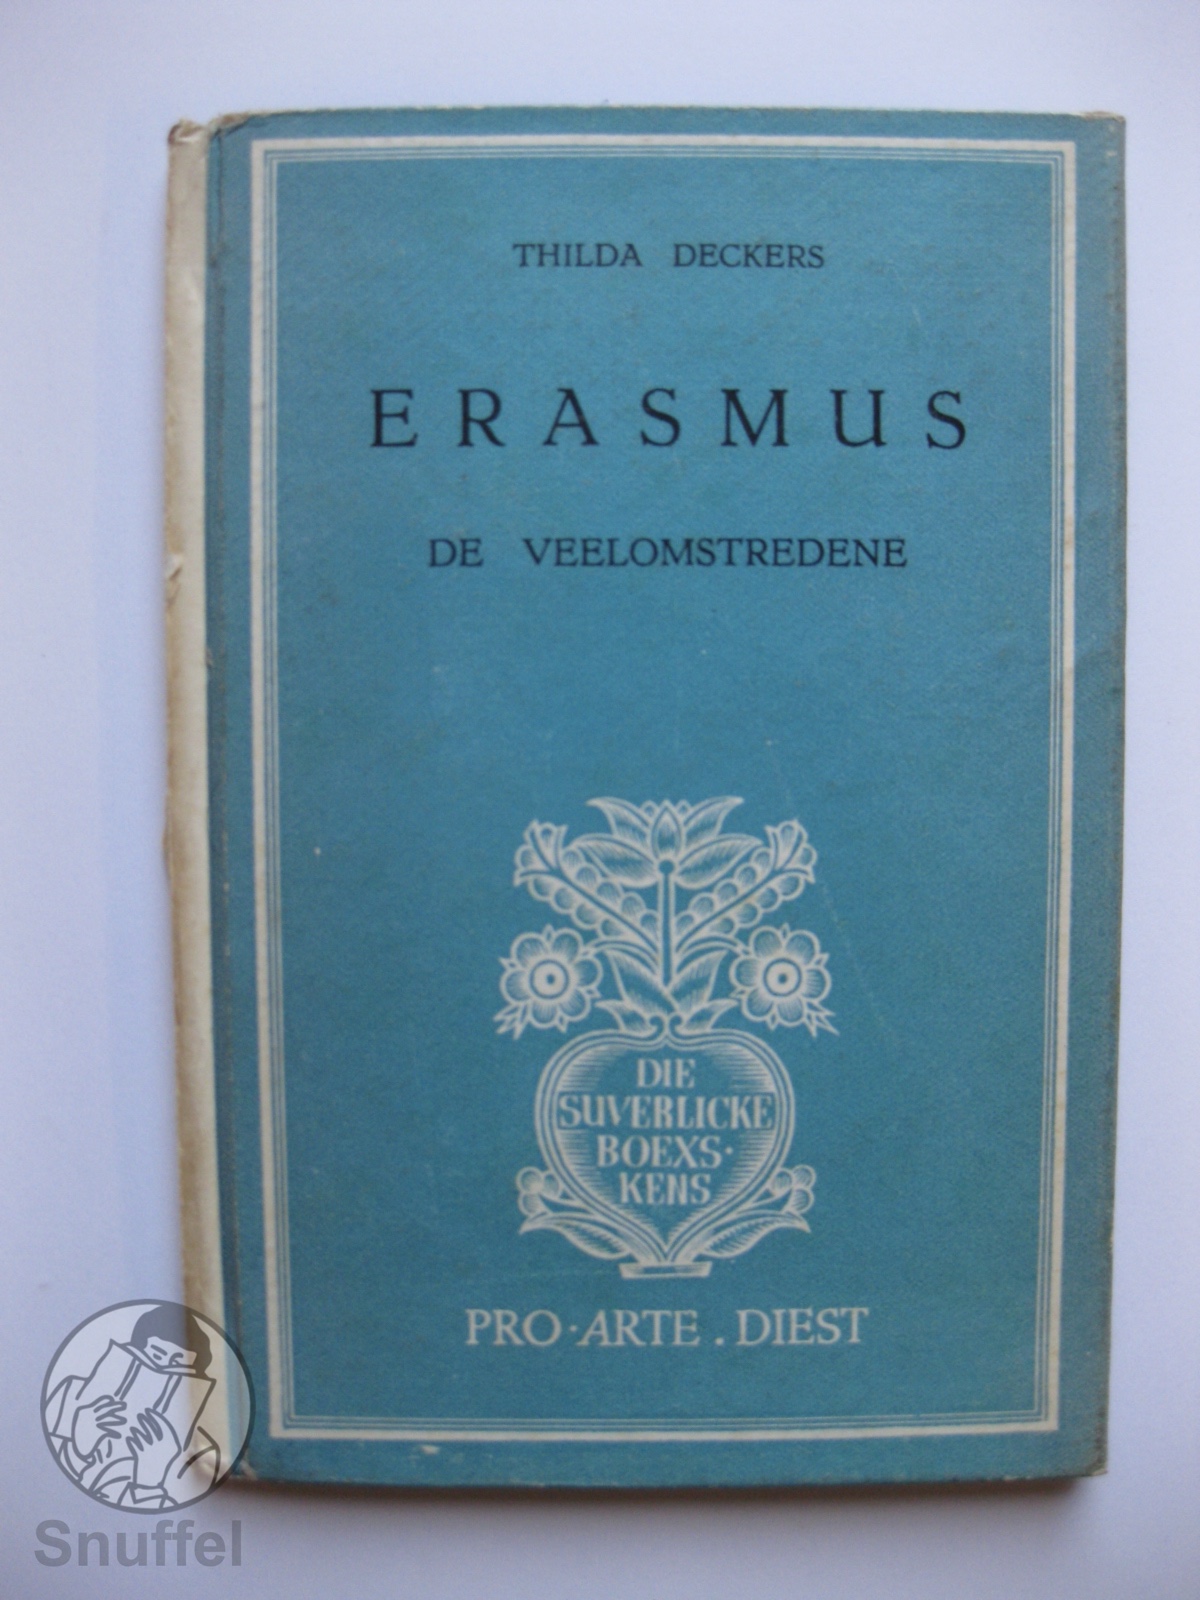 THILDA DECKERS
ERASMUS
DE VEELOMSTREDENE
DIE
SUVERLICKE
BOEXS·
KENS
PRO·ARTE . DIEST
Snuffel